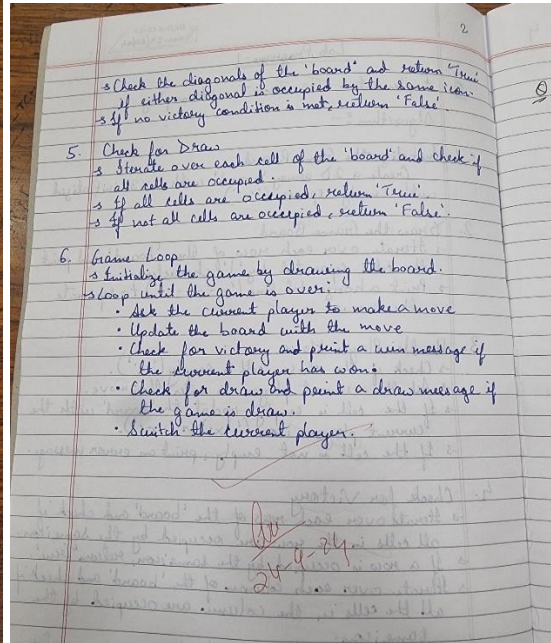 2
→ Check the diagonals of the 'board' and return 'True'
if either diagonal is occupied by the same icon.
→ If no victory condition is met, return 'False'
5. Check for Draw
→ Iterate over each cell of the 'board' and check if
all cells are occupied.
→ If all cells are occupied, return 'True'.
→ If not all cells are occupied, return 'False'.
6. Game Loop
→ Initialize the game by drawing the board.
→ Loop until the game is over:
• Ask the current player to make a move
• Update the board with the move
• Check for victory and print a win message if
the current player has won.
• Check for draw and print a draw message if
the game is draw.
• Switch the current player.
24-4-24